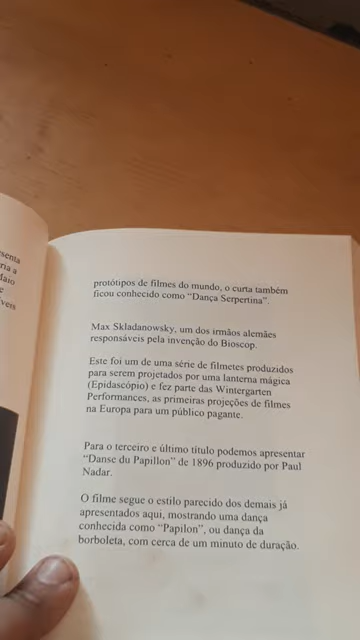 senta
ria a
Maio
e
vess
protótipos de filmes do mundo, o curta também
ficou conhecido como “Dança Serpertina”.
Max Skladanowsky, um dos irmãos alemães
responsáveis pela invenção do Bioscop.
Este foi um de uma série de filmetes produzidos
para serem projetados por uma lanterna mágica
(Epidascópio) e fez parte das Wintergarten
Performances, as primeiras projeções de filmes
na Europa para um público pagante.
Para o terceiro e último título podemos apresentar
“Danse du Papillon” de 1896 produzido por Paul
Nadar.
O filme segue o estilo parecido dos demais já
apresentados aqui, mostrando uma dança
conhecida como “Papilon”, ou dança da
borboleta, com cerca de um minuto de duração.